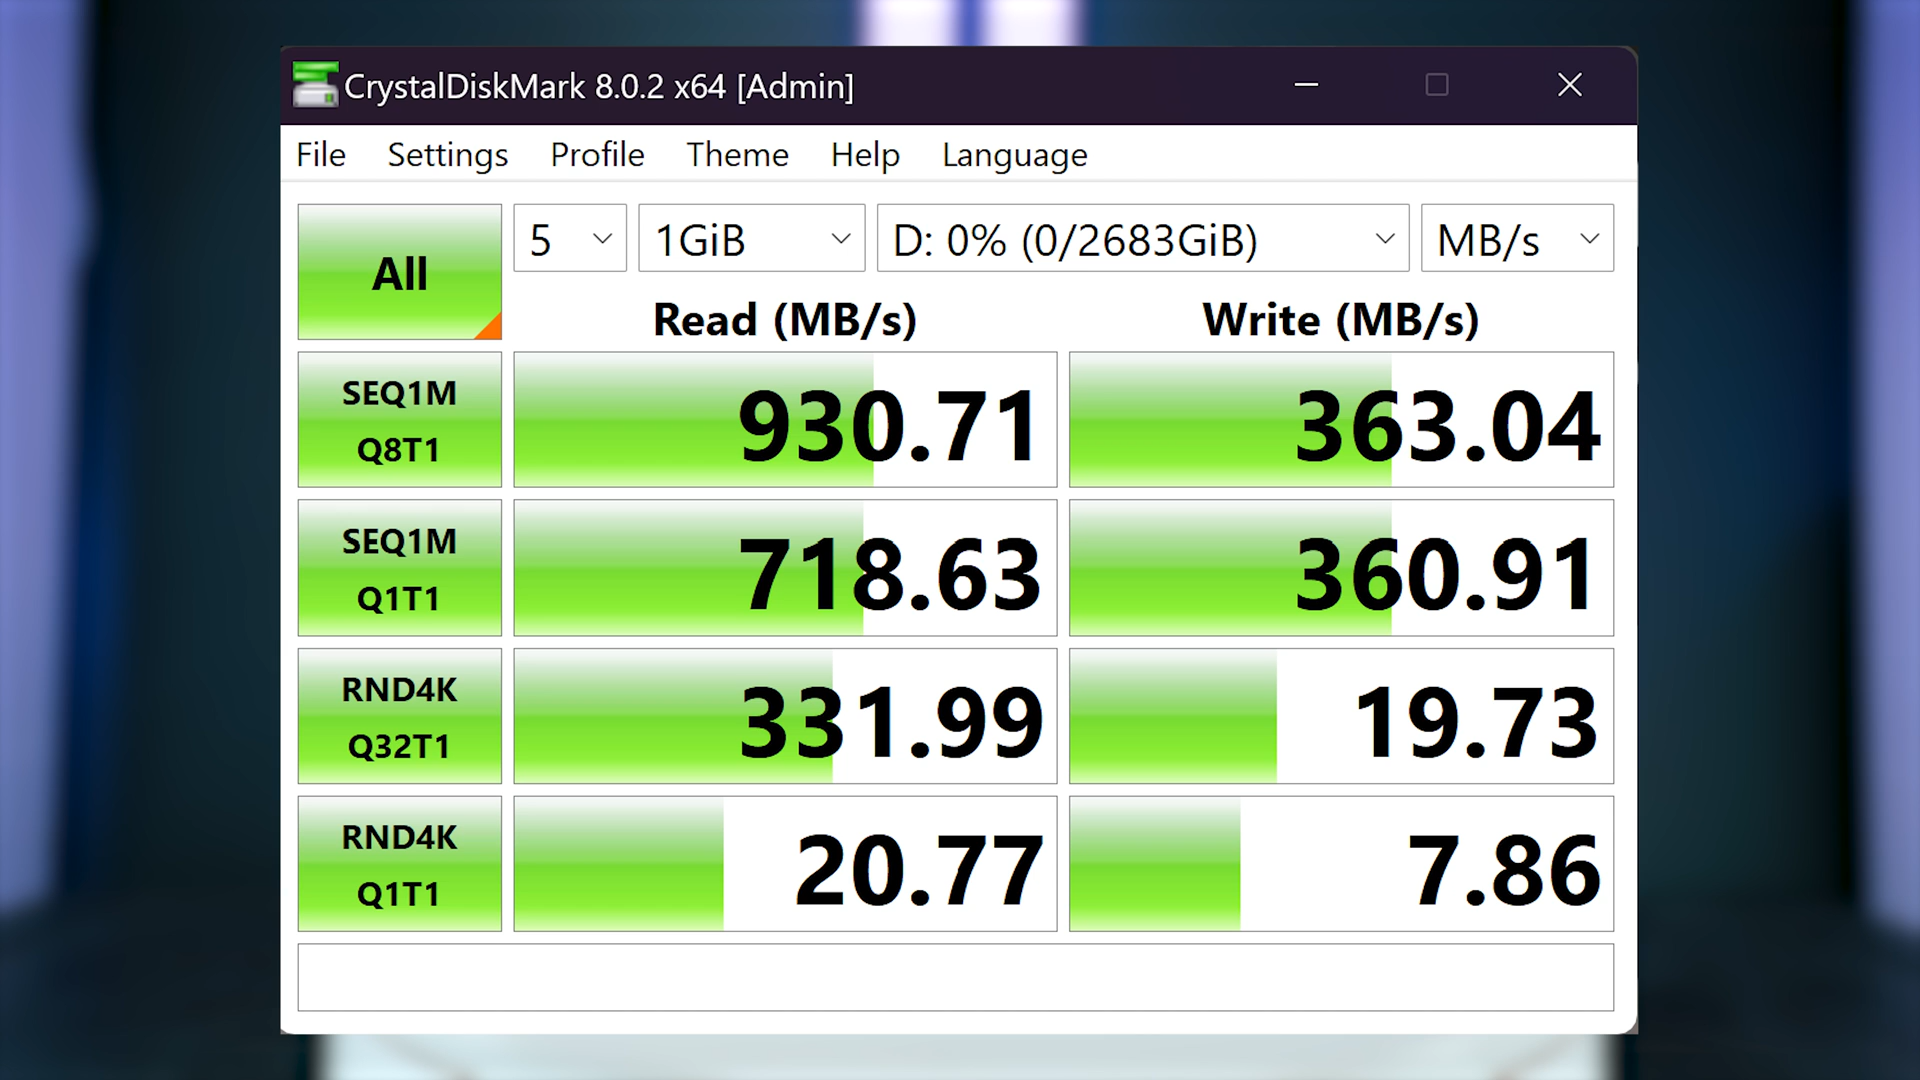 CrystalDiskMark 8.0.2 x64 [Admin]
File Settings Profile Theme Help Language
All 5 1GiB D: 0% (0/2683GiB) MB/s
Read (MB/s) Write (MB/s)
SEQ1M
Q8T1
930.71 363.04
SEQ1M
Q1T1
718.63 360.91
RND4K
Q32T1
331.99 19.73
RND4K
Q1T1
20.77 7.86